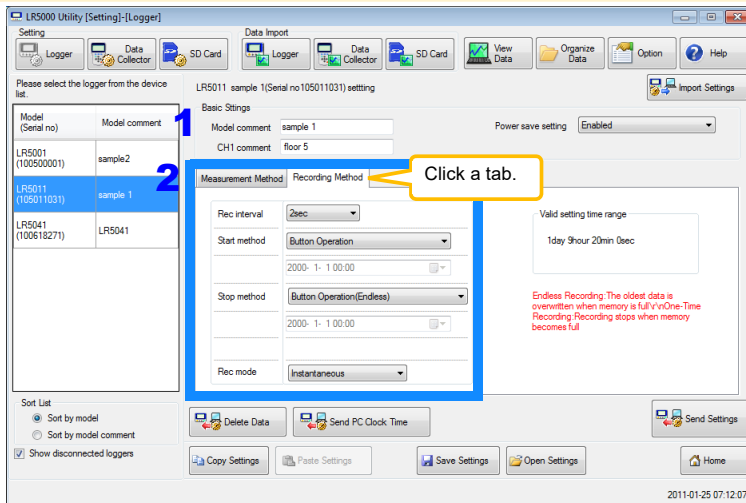 LR5000 Utility [Setting]-[Logger]
Setting
Data Import
Logger
Data Collector
SD Card
Logger
Data Collector
SD Card
View Data
Organize Data
Option
Help
Please select the logger from the device
list.
LR5011 sample 1(Serial no105011031) settting
Import Settings
Basic Sttings
Model
(Serial no)
Model comment
1
Model comment
sample 1
Power save setting
Enabled
CH1 comment
floor 5
LR5001
(100500001)
sample2
2
LR5011
(105011031)
sample 1
LR5041
(100618271)
LR5041
Measurement Method
Recording Method
Click a tab.
Rec interval
2sec
Start method
Button Operation
2000- 1- 1 00:00
Stop method
Button Operation(Endless)
2000- 1- 1 00:00
Rec mode
Instantaneous
Valid setting time range
1day 9hour 20min 0sec
Endless Recording:The oldest data is
overwritten when memory is full\r\nOne-Time
Recording:Recording stops when memory
becomes full
Sort List
Sort by model
Sort by model comment
Show disconnected loggers
Delete Data
Send PC Clock Time
Send Settings
Copy Settings
Paste Settings
Save Settings
Open Settings
Home
2011-01-25 07:12:07